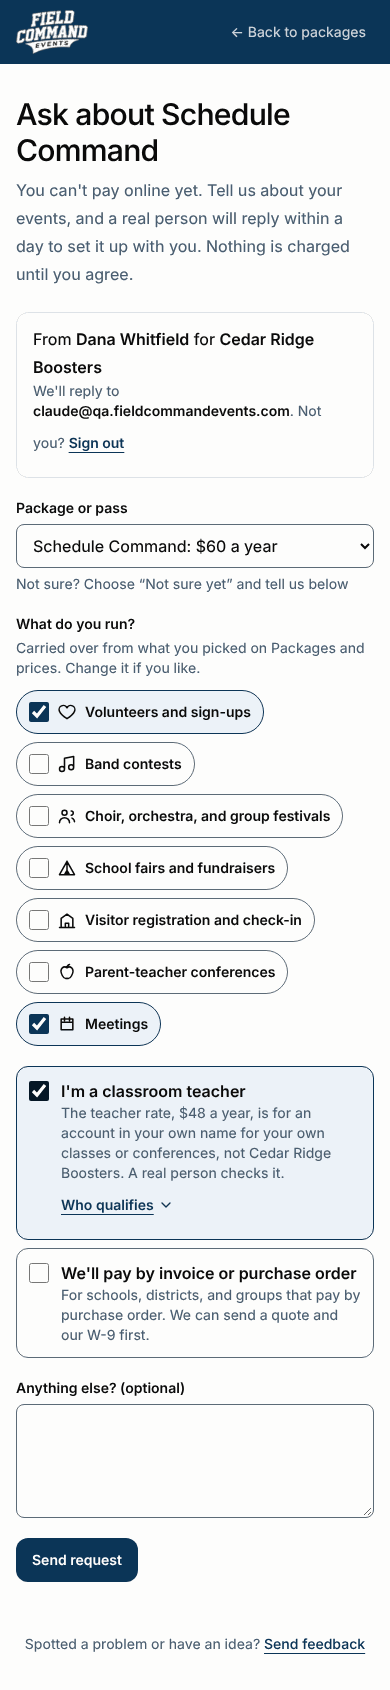 FIELD
COMMAND
EVENTS
← Back to packages
Ask about Schedule
Command
You can't pay online yet. Tell us about your
events, and a real person will reply within a
day to set it up with you. Nothing is charged
until you agree.
From Dana Whitfield for Cedar Ridge
Boosters
We'll reply to
claude@qa.fieldcommandevents.com. Not
you? Sign out
Package or pass
Schedule Command: $60 a year
Not sure? Choose “Not sure yet” and tell us below
What do you run?
Carried over from what you picked on Packages and
prices. Change it if you like.
Volunteers and sign-ups
Band contests
Choir, orchestra, and group festivals
School fairs and fundraisers
Visitor registration and check-in
Parent-teacher conferences
Meetings
I'm a classroom teacher
The teacher rate, $48 a year, is for an
account in your own name for your own
classes or conferences, not Cedar Ridge
Boosters. A real person checks it.
Who qualifies
We'll pay by invoice or purchase order
For schools, districts, and groups that pay by
purchase order. We can send a quote and
our W-9 first.
Anything else? (optional)
Send request
Spotted a problem or have an idea? Send feedback